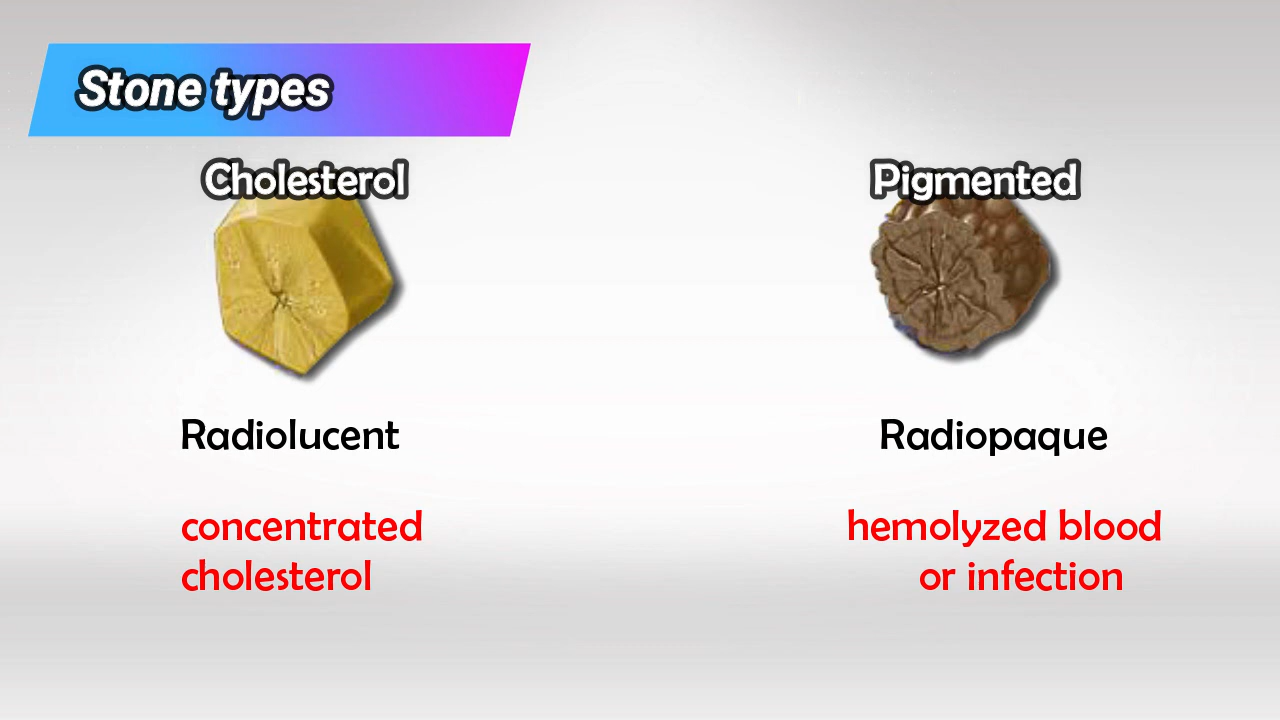 Stone types
Cholesterol
Pigmented
Radiolucent
Radiopaque
concentrated
cholesterol
hemolyzed blood
or infection